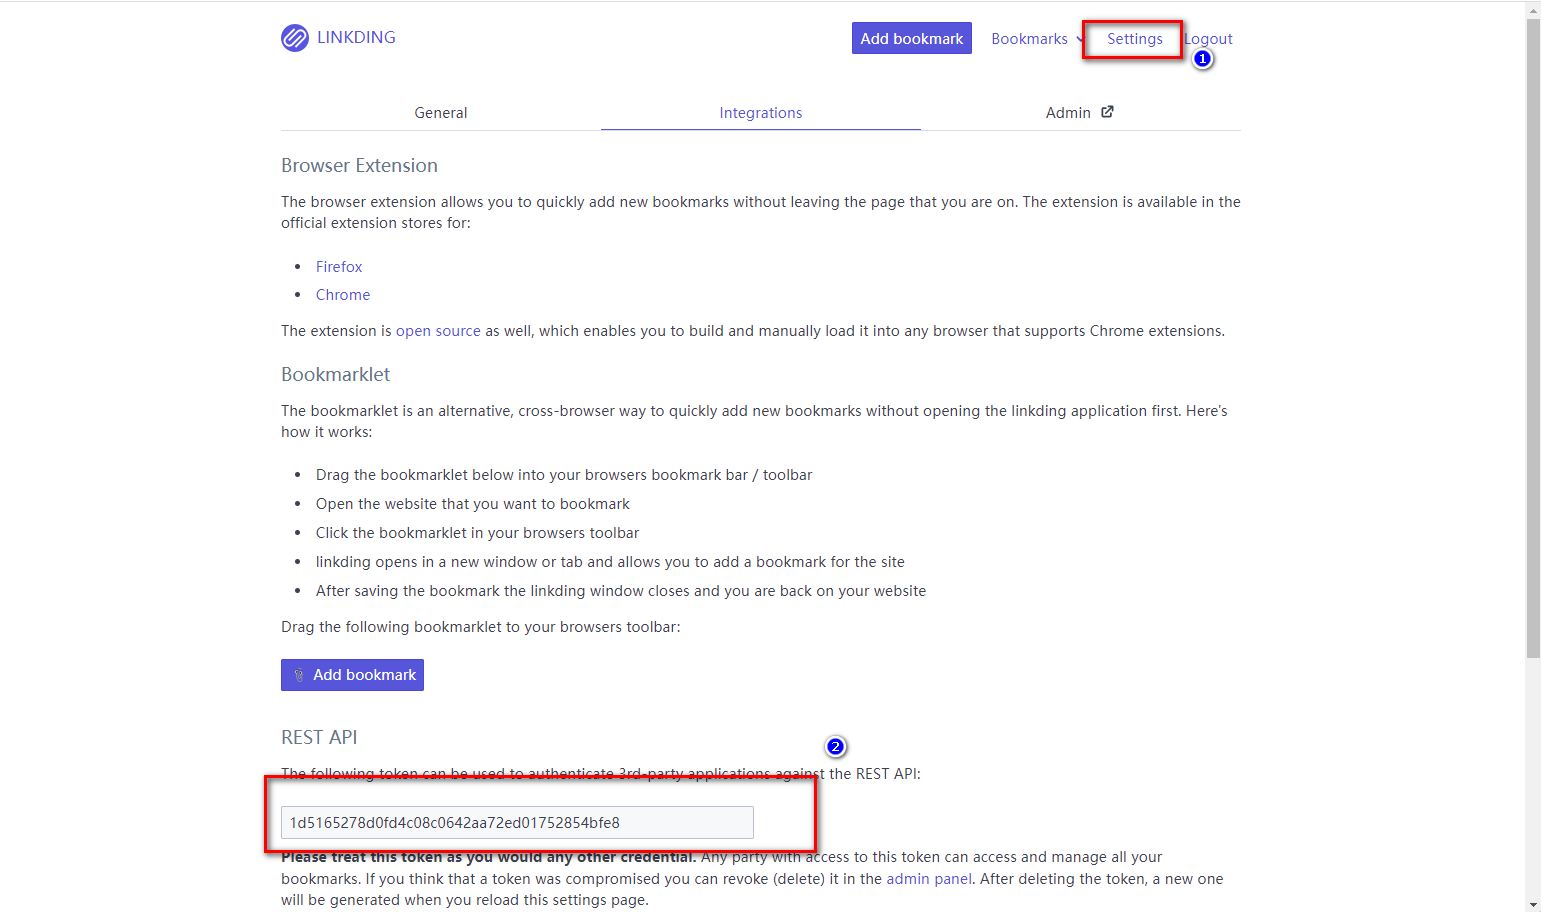 LINKDING
Add bookmark Bookmarks Settings Logout
1
General Integrations Admin
Browser Extension
The browser extension allows you to quickly add new bookmarks without leaving the page that you are on. The extension is available in the
official extension stores for:
• Firefox
• Chrome
The extension is open source as well, which enables you to build and manually load it into any browser that supports Chrome extensions.
Bookmarklet
The bookmarklet is an alternative, cross-browser way to quickly add new bookmarks without opening the linkding application first. Here's
how it works:
• Drag the bookmarklet below into your browsers bookmark bar / toolbar
• Open the website that you want to bookmark
• Click the bookmarklet in your browsers toolbar
• linkding opens in a new window or tab and allows you to add a bookmark for the site
• After saving the bookmark the linkding window closes and you are back on your website
Drag the following bookmarklet to your browsers toolbar:
Add bookmark
REST API
2
The following token can be used to authenticate 3rd-party applications against the REST API:
1d5165278d0fd4c08c0642aa72ed01752854bfe8
Please treat this token as you would any other credential. Any party with access to this token can access and manage all your
bookmarks. If you think that a token was compromised you can revoke (delete) it in the admin panel. After deleting the token, a new one
will be generated when you reload this settings page.